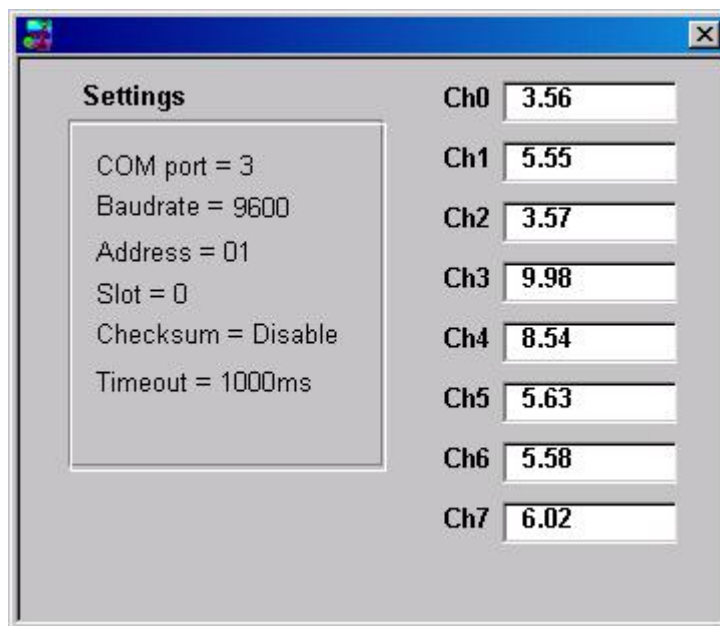 Settings
COM port = 3
Baudrate = 9600
Address = 01
Slot = 0
Checksum = Disable
Timeout = 1000ms
Ch0 3.56
Ch1 5.55
Ch2 3.57
Ch3 9.98
Ch4 8.54
Ch5 5.63
Ch6 5.58
Ch7 6.02